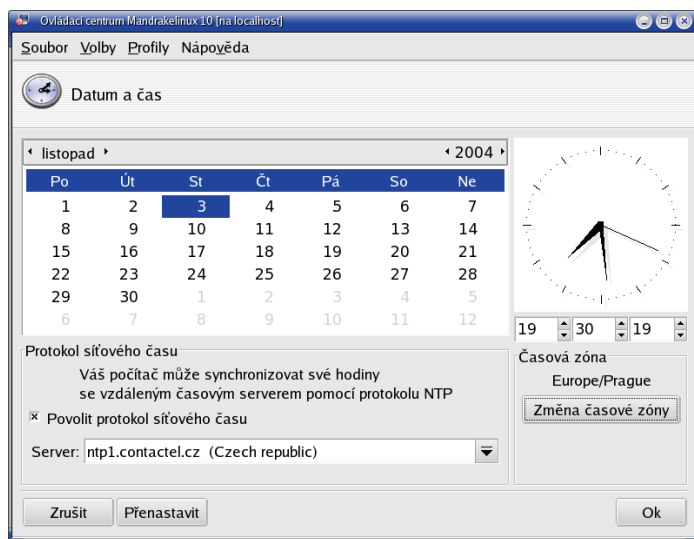 Ovládací centrum Mandrakelinux 10 [na localhost]
Soubor Volby Profily Nápověda
Datum a čas
listopad 2004
Po Út St Čt Pá So Ne
1 2 3 4 5 6 7
8 9 10 11 12 13 14
15 16 17 18 19 20 21
22 23 24 25 26 27 28
29 30 1 2 3 4 5
6 7 8 9 10 11 12
19 30 19
Protokol síťového času
Váš počítač může synchronizovat své hodiny
se vzdáleným časovým serverem pomocí protokolu NTP
Povolit protokol síťového času
Server: ntp1.contactel.cz (Czech republic)
Časová zóna
Europe/Prague
Změna časové zóny
Zrušit Přenastavit Ok